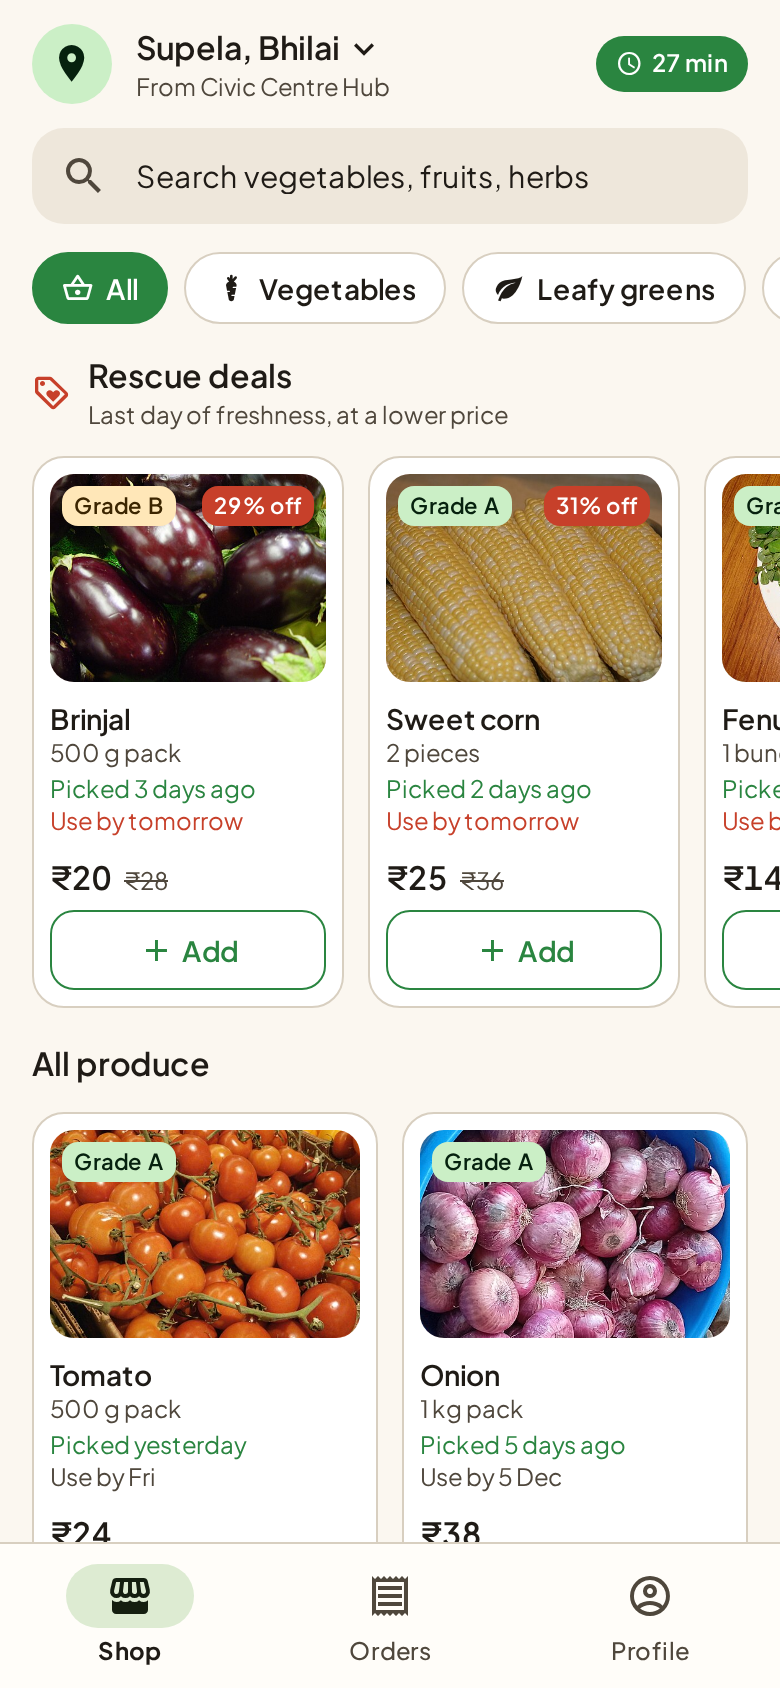 Supela, Bhilai
From Civic Centre Hub
27 min
Search vegetables, fruits, herbs
All
Vegetables
Leafy greens
Rescue deals
Last day of freshness, at a lower price
Grade B
29% off
Brinjal
500 g pack
Picked 3 days ago
Use by tomorrow
₹20 ₹28
+ Add
Grade A
31% off
Sweet corn
2 pieces
Picked 2 days ago
Use by tomorrow
₹25 ₹36
+ Add
₹14
All produce
Grade A
Tomato
500 g pack
Picked yesterday
Use by Fri
₹24
Grade A
Onion
1 kg pack
Picked 5 days ago
Use by 5 Dec
₹38
Shop
Orders
Profile